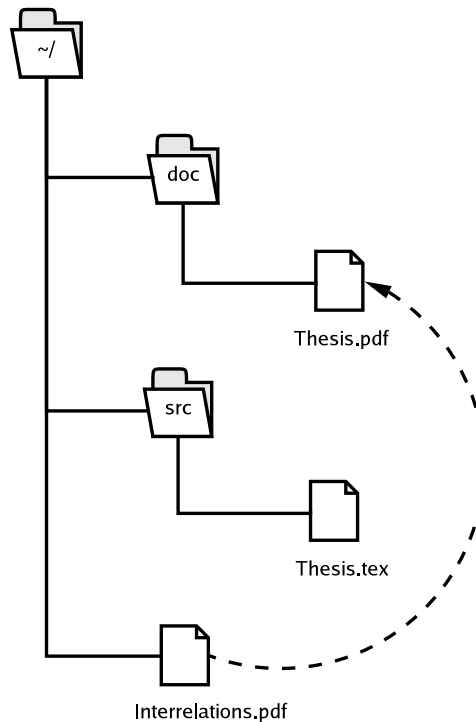 ~/
doc
Thesis.pdf
src
Thesis.tex
Interrelations.pdf